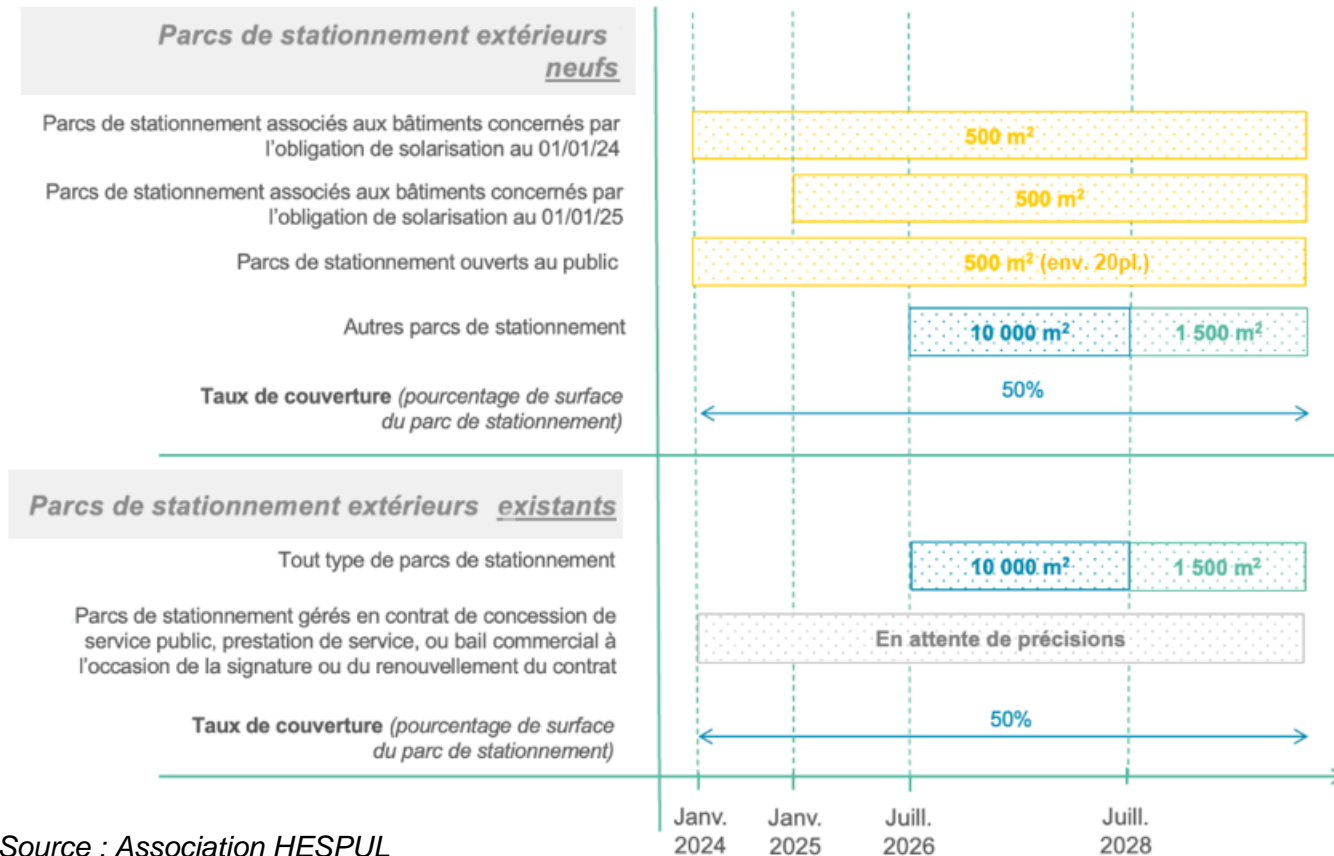 Parcs de stationnement extérieurs
neufs
Parcs de stationnement associés aux bâtiments concernés par
l'obligation de solarisation au 01/01/24
500 m²
Parcs de stationnement associés aux bâtiments concernés par
l'obligation de solarisation au 01/01/25
500 m²
Parcs de stationnement ouverts au public
500 m² (env. 20pl.)
Autres parcs de stationnement
10 000 m²
1 500 m²
Taux de couverture (pourcentage de surface
du parc de stationnement)
50%
Parcs de stationnement extérieurs existants
Tout type de parcs de stationnement
10 000 m²
1 500 m²
Parcs de stationnement gérés en contrat de concession de
service public, prestation de service, ou bail commercial à
l'occasion de la signature ou du renouvellement du contrat
En attente de précisions
Taux de couverture (pourcentage de surface
du parc de stationnement)
50%
Janv.
2024
Janv.
2025
Juill.
2026
Juill.
2028
Source : Association HESPUL